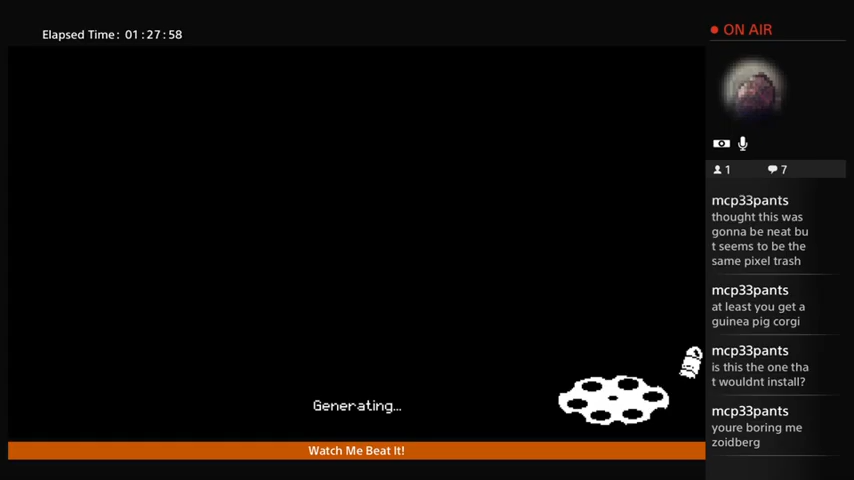 Elapsed Time: 01:27:58
ON AIR
1 7
mcp33pants
thought this was
gonna be neat bu
t seems to be the
same pixel trash
mcp33pants
at least you get a
guinea pig corgi
mcp33pants
is this the one tha
t wouldnt install?
mcp33pants
youre boring me
zoidberg
Generating...
Watch Me Beat It!